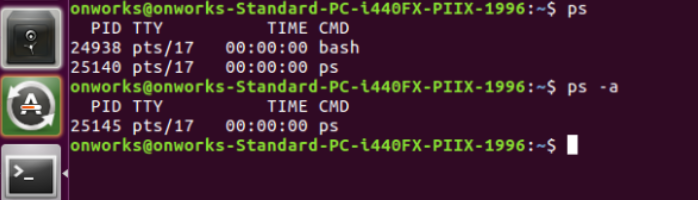 onworks@onworks-Standard-PC-i440FX-PIIX-1996:~$ ps
  PID TTY          TIME CMD
24938 pts/17   00:00:00 bash
25140 pts/17   00:00:00 ps
onworks@onworks-Standard-PC-i440FX-PIIX-1996:~$ ps -a
  PID TTY          TIME CMD
25145 pts/17   00:00:00 ps
onworks@onworks-Standard-PC-i440FX-PIIX-1996:~$